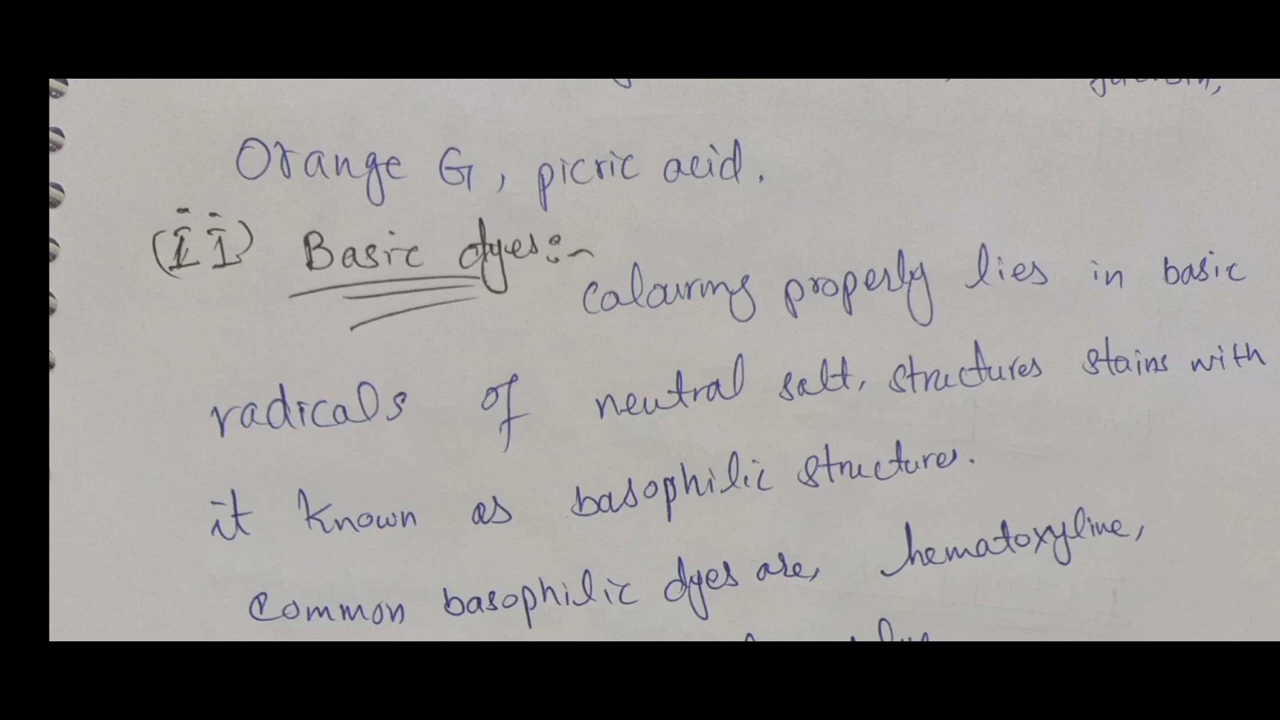 Orange G, picric acid.
(II) Basic dyes:-
Colouring property lies in basic
radicals of neutral salt, structures stains with
it known as basophilic structures.
Common basophilic dyes are, hematoxyline,